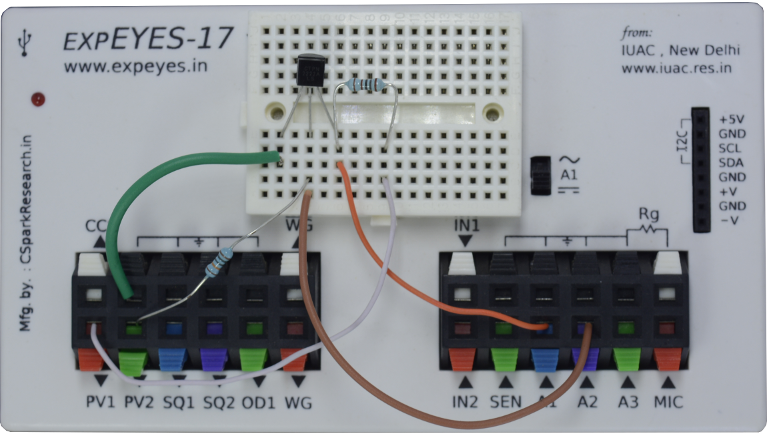 EXPEYES-17
www.expeyes.in
from:
IUAC , New Delhi
www.iuac.res.in
Mfg. by. : CSparkResearch.in
A1
I2C
+5V
GND
SCL
SDA
GND
+V
GND
-V
CC
WG
IN1
Rg
PV1 PV2 SQ1 SQ2 OD1 WG
IN2 SEN A1 A2 A3 MIC